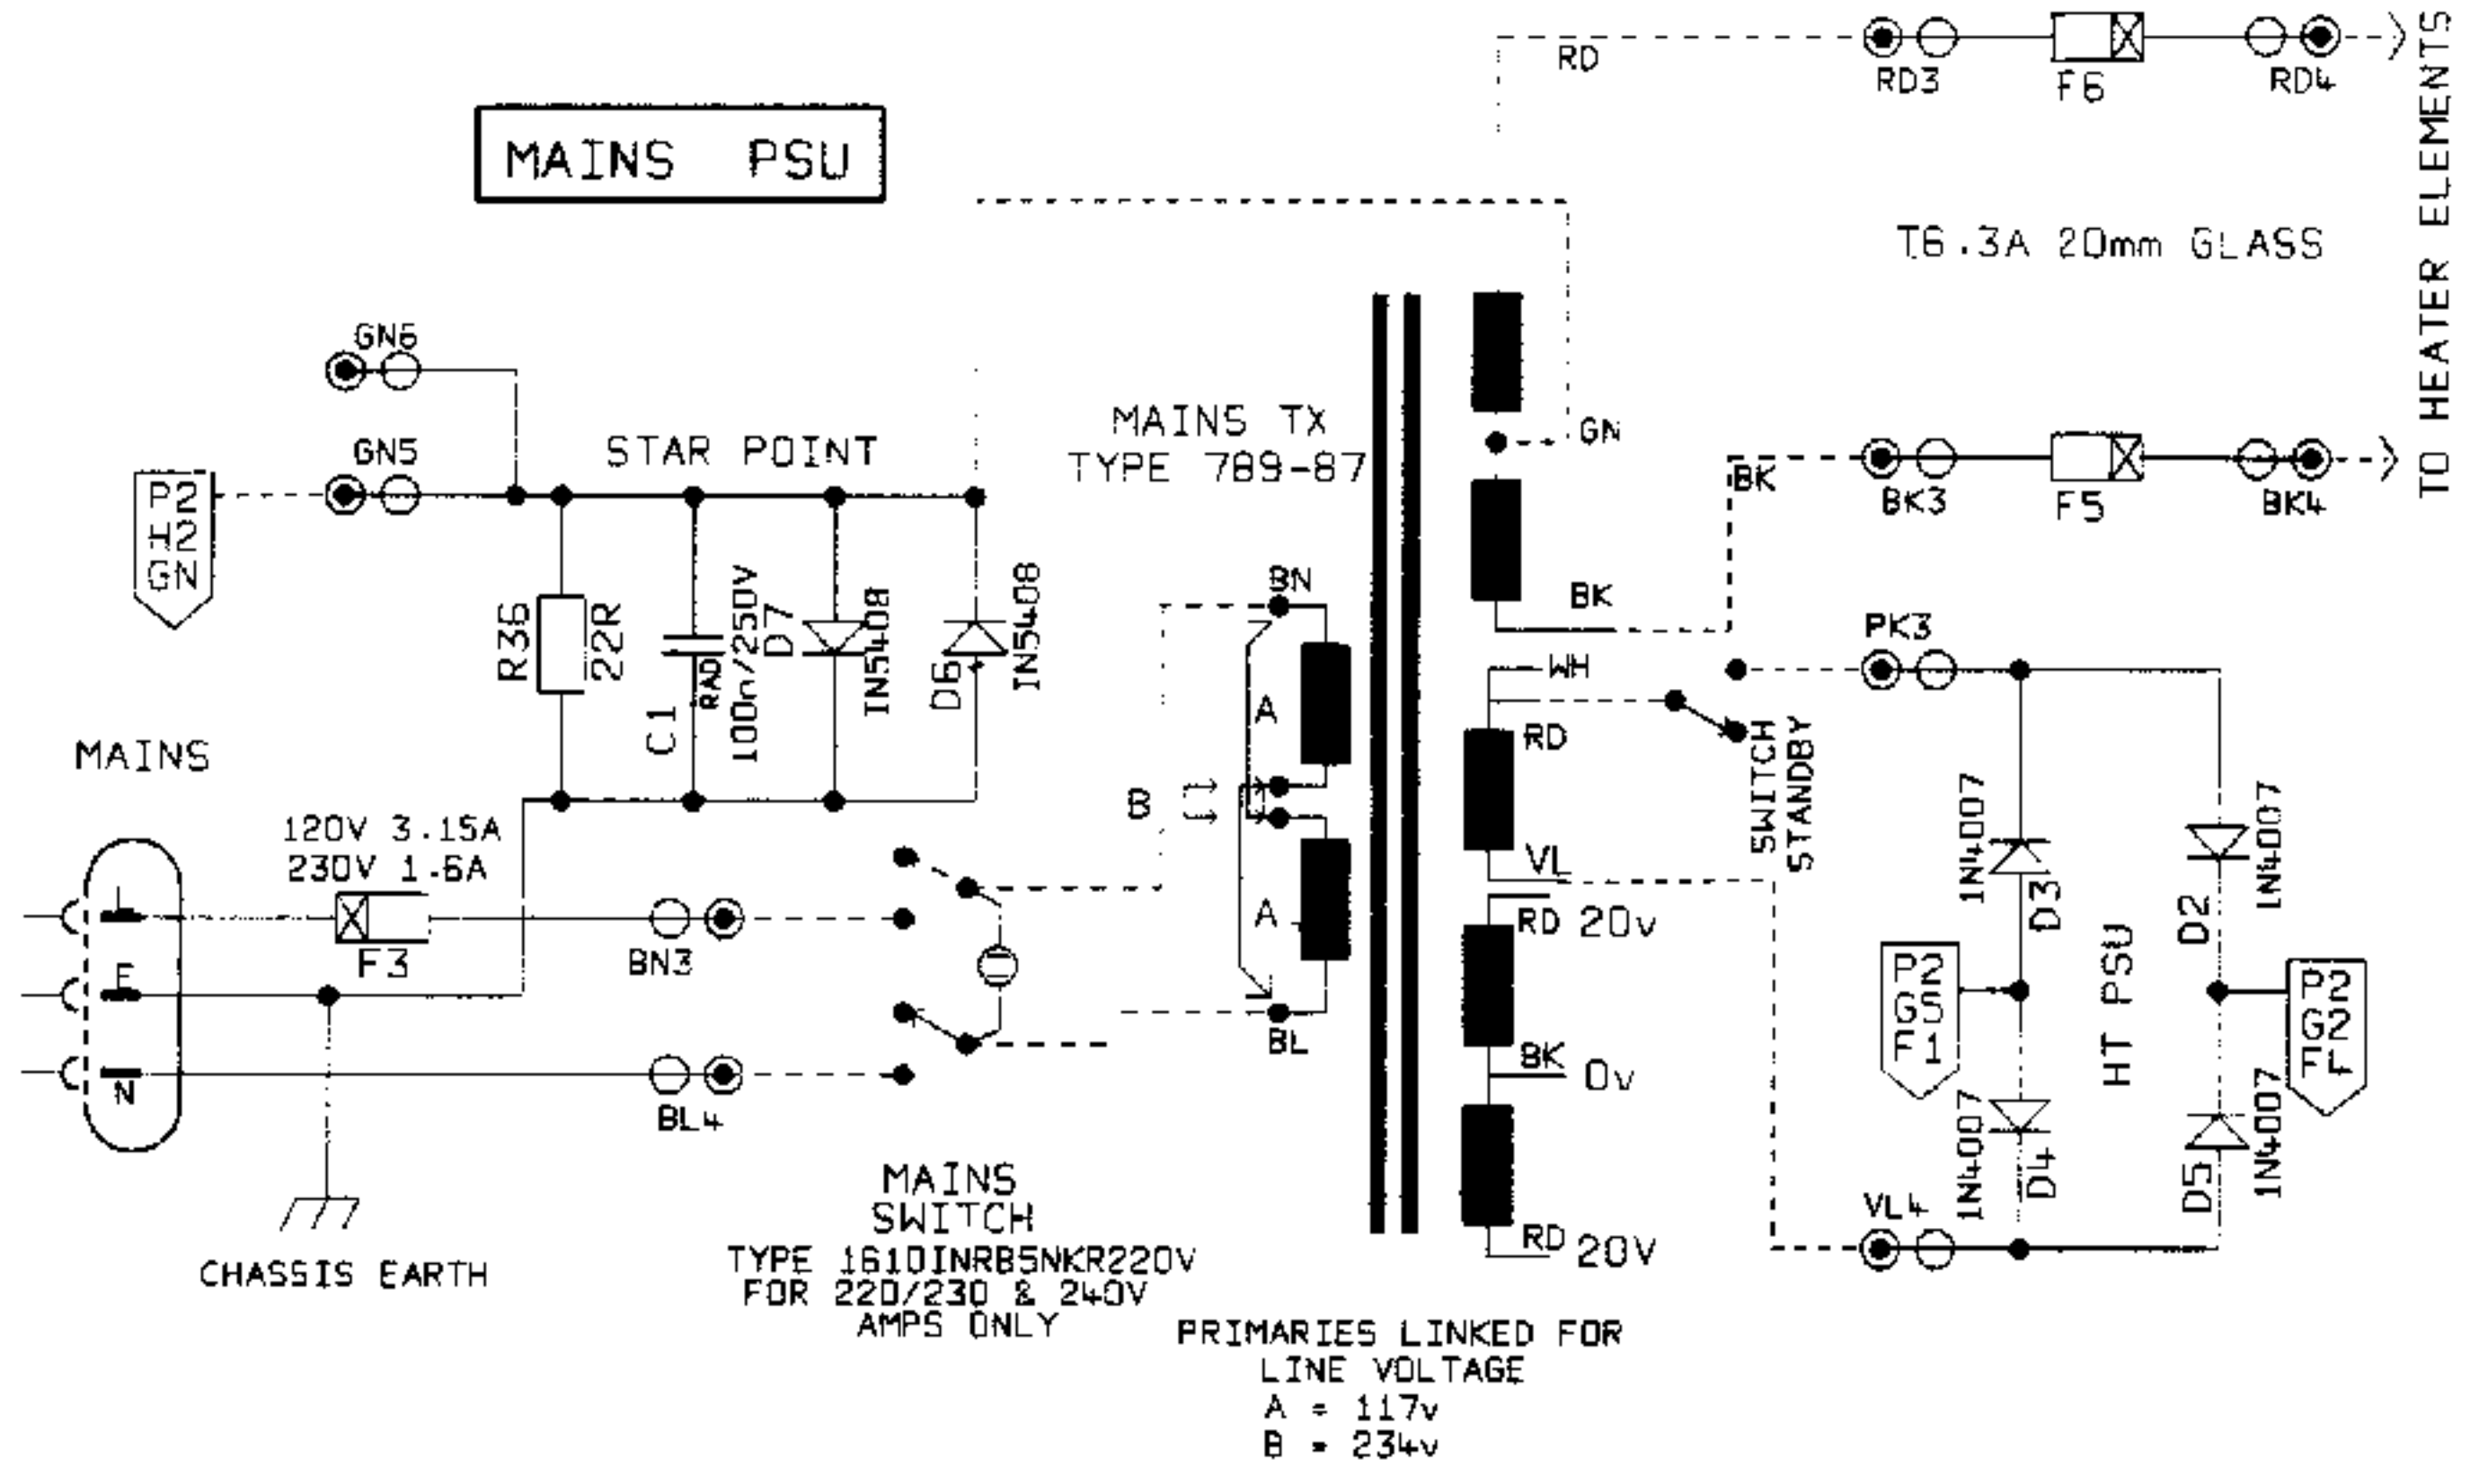 RD
RD3
F6
RD4
MAINS PSU
TO HEATER ELEMENTS
T6.3A 20mm GLASS
GN6
MAINS TX
TYPE 789-87
GN
GN5
STAR POINT
BK
BK3
F5
BK4
P2
H2
GN
R36
22R
C1
RAD
100n/250V
D7
IN5408
D6
IN5408
BN
BK
WH
PK3
A
RD
B
VL
SWITCH
STANDBY
MAINS
120V 3.15A
230V 1.6A
L
F3
BN3
A
RD 20v
1N4007
D3
HT PSU
D2
1N4007
E
P2
G5
F1
P2
G2
F4
N
BL4
BL
BK
0v
1N4007
D4
D5
1N4007
VL4
RD 20V
CHASSIS EARTH
MAINS
SWITCH
TYPE 1610INRB5NKR220V
FOR 220/230 & 240V
AMPS ONLY
PRIMARIES LINKED FOR
LINE VOLTAGE
A = 117v
B = 234v